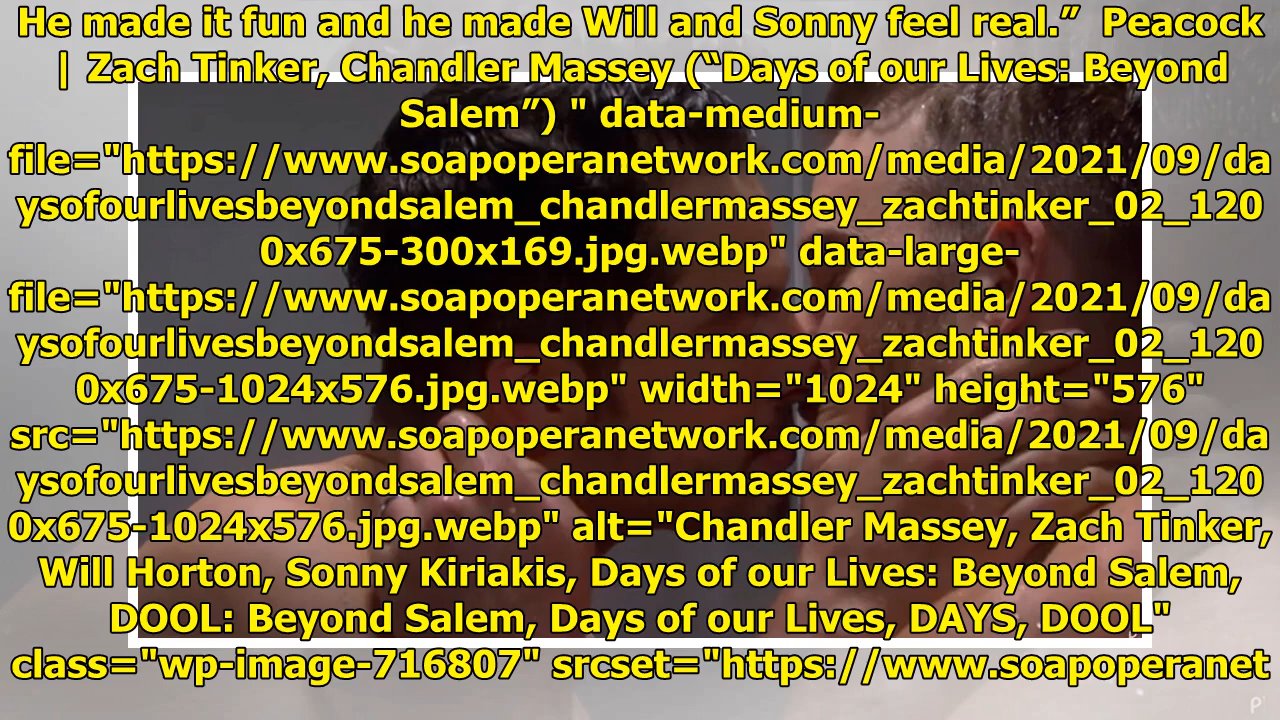 He made it fun and he made Will and Sonny feel real.”  Peacock
| Zach Tinker, Chandler Massey (“Days of our Lives: Beyond
Salem”) " data-medium-
file="https://www.soapoperanetwork.com/media/2021/09/da
ysofourlivesbeyondsalem_chandlermassey_zachtinker_02_120
0x675-300x169.jpg.webp" data-large-
file="https://www.soapoperanetwork.com/media/2021/09/da
ysofourlivesbeyondsalem_chandlermassey_zachtinker_02_120
0x675-1024x576.jpg.webp" width="1024" height="576"
src="https://www.soapoperanetwork.com/media/2021/09/da
ysofourlivesbeyondsalem_chandlermassey_zachtinker_02_120
0x675-1024x576.jpg.webp" alt="Chandler Massey, Zach Tinker,
Will Horton, Sonny Kiriakis, Days of our Lives: Beyond Salem,
DOOL: Beyond Salem, Days of our Lives, DAYS, DOOL"
class="wp-image-716807" srcset="https://www.soapoperanet
P